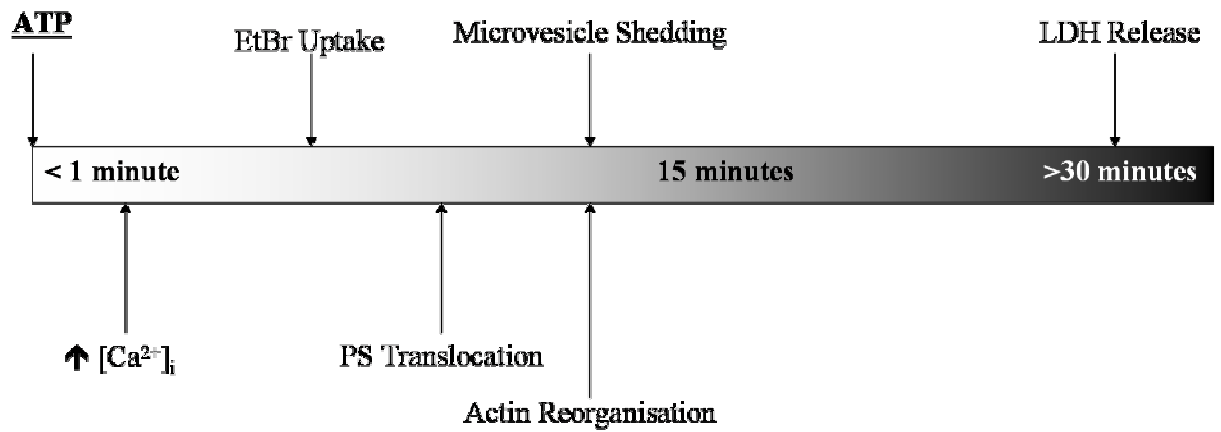 ATP
EtBr Uptake
Microvesicle Shedding
LDH Release
< 1 minute
15 minutes
>30 minutes
↑ [Ca²⁺]ᵢ
PS Translocation
Actin Reorganisation